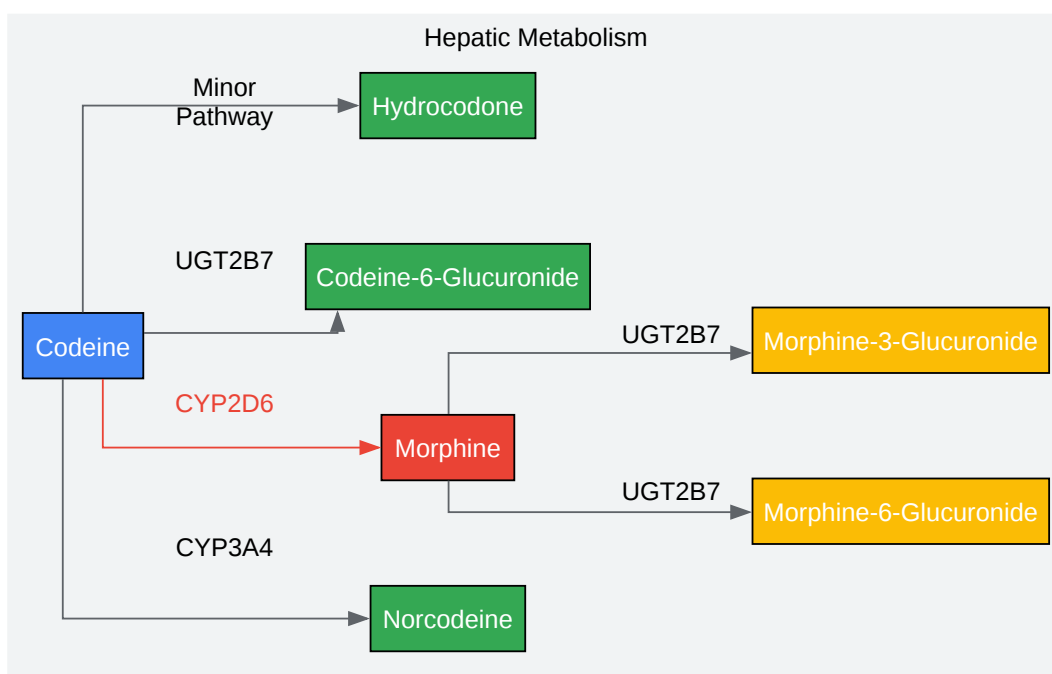 Hepatic Metabolism
Minor
Pathway
Hydrocodone
UGT2B7
Codeine-6-Glucuronide
Codeine
UGT2B7
Morphine-3-Glucuronide
CYP2D6
Morphine
UGT2B7
Morphine-6-Glucuronide
CYP3A4
Norcodeine